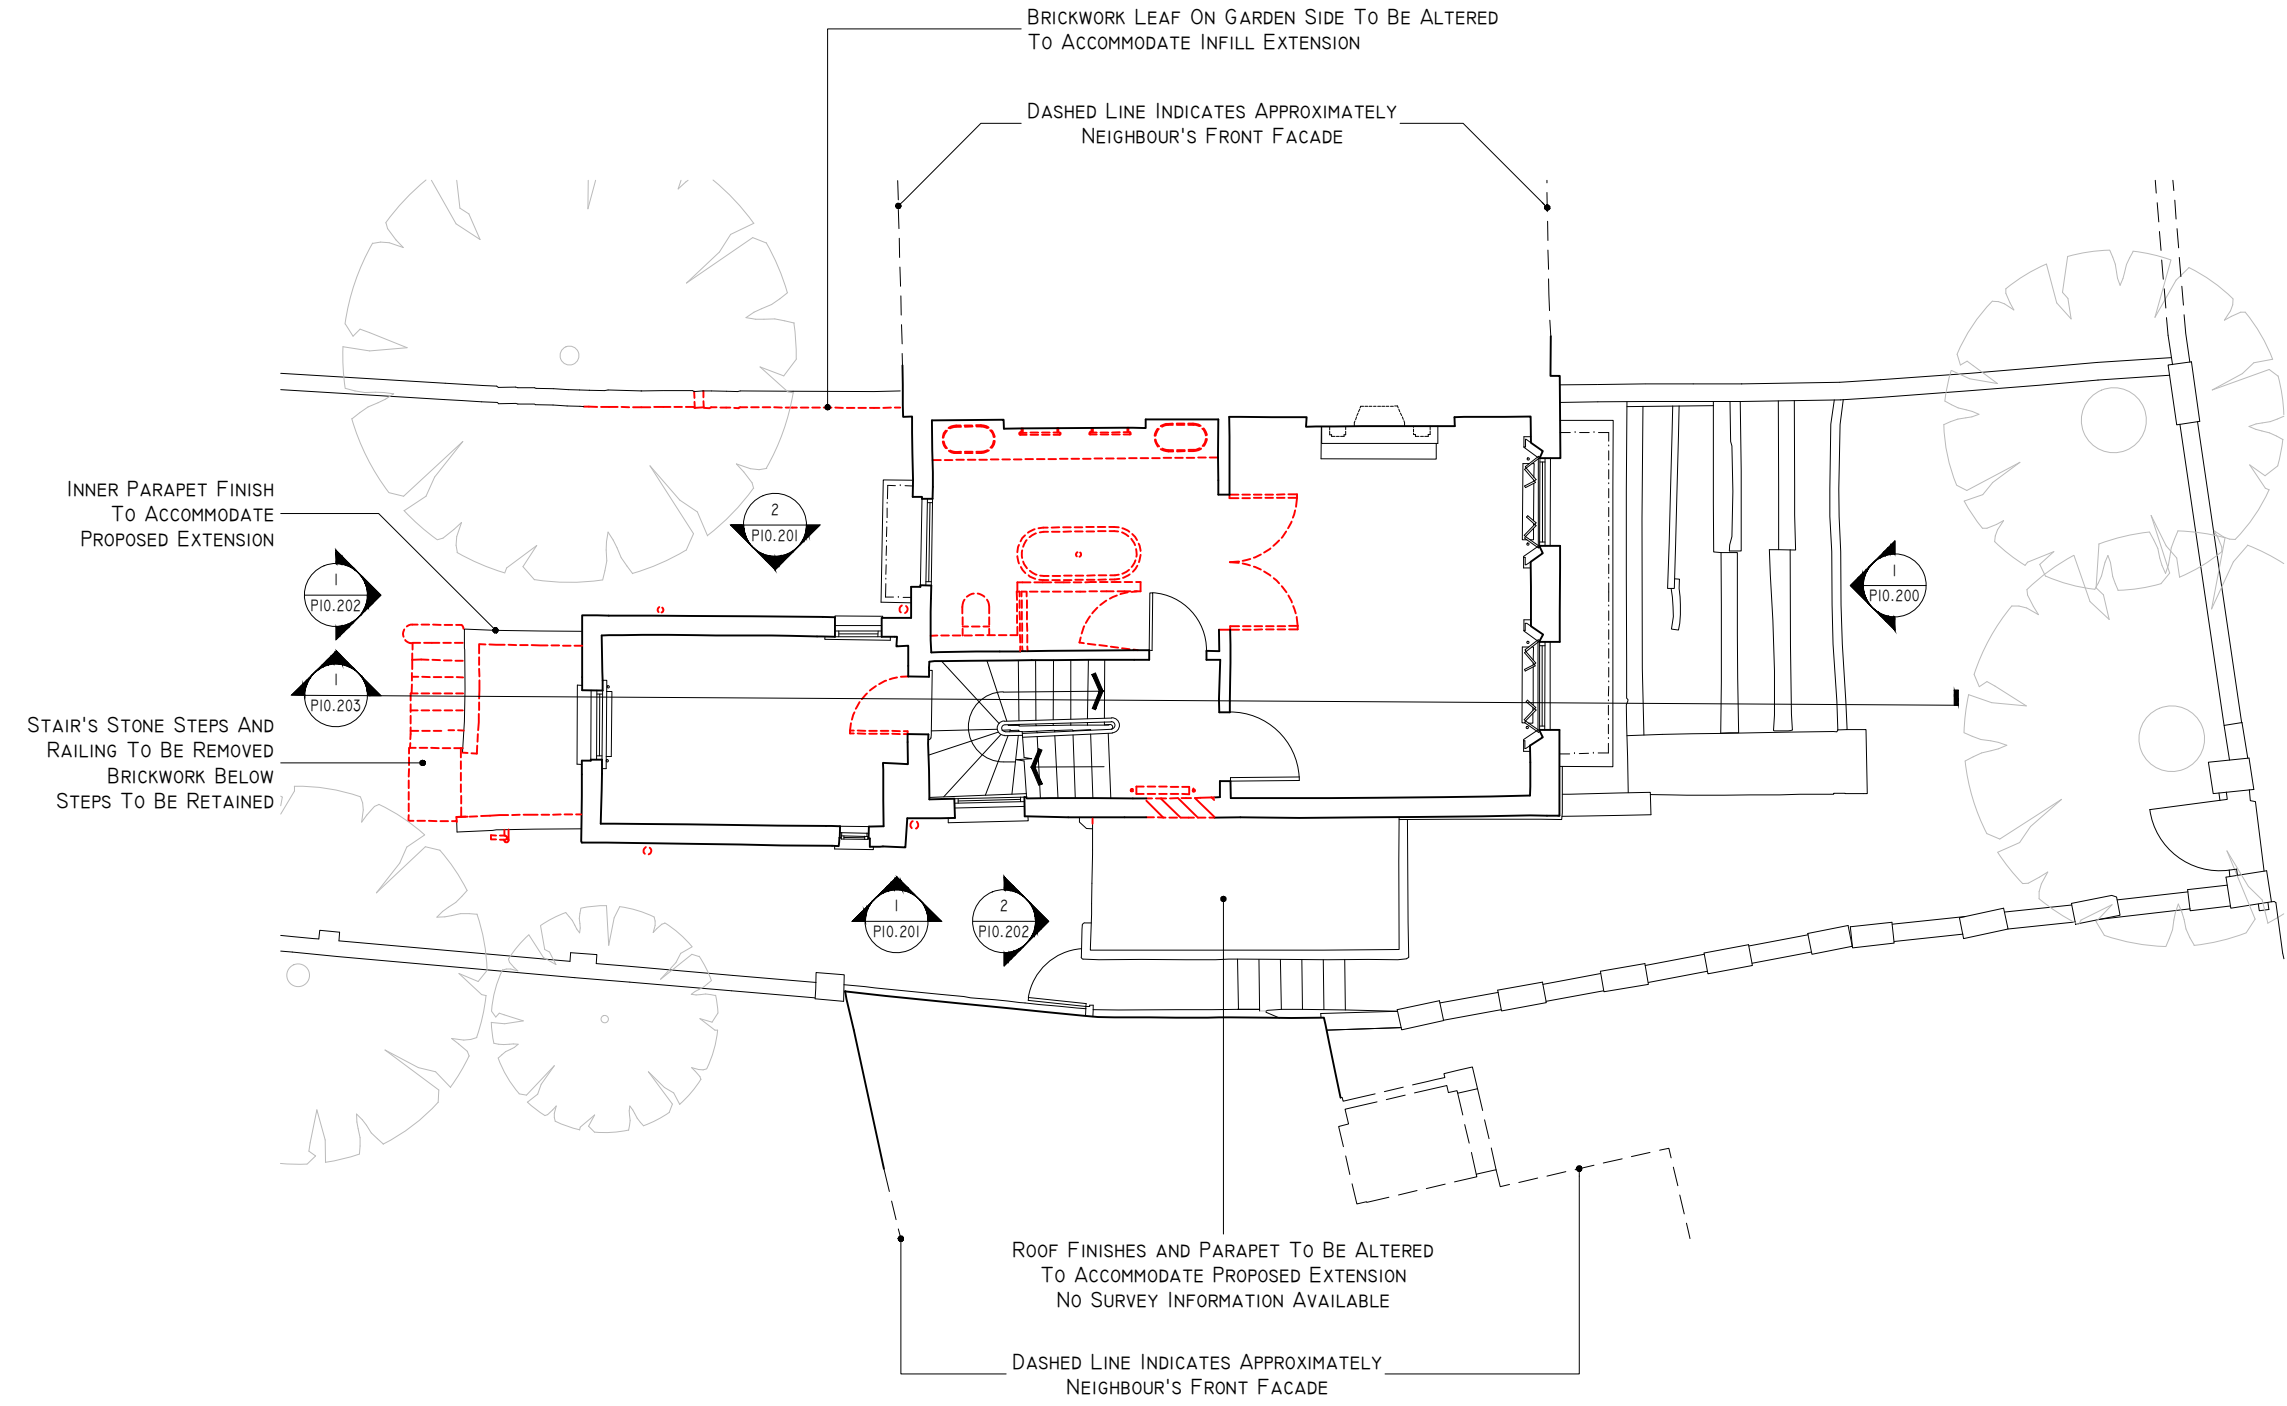 Brickwork Leaf On Garden Side To Be Altered
To Accommodate Infill Extension
Dashed Line Indicates Approximately
Neighbour's Front Facade
Inner Parapet Finish
To Accommodate
Proposed Extension
2
P10.201
1
P10.202
1
P10.200
1
P10.203
Stair's Stone Steps And
Railing To Be Removed
Brickwork Below
Steps To Be Retained
1
P10.201
2
P10.202
Roof Finishes and Parapet To Be Altered
To Accommodate Proposed Extension
No Survey Information Available
Dashed Line Indicates Approximately
Neighbour's Front Facade